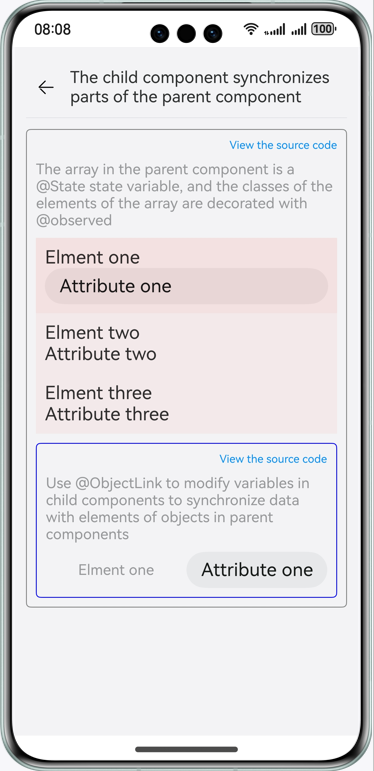 08:08
100
The child component synchronizes
parts of the parent component
View the source code
The array in the parent component is a
@State state variable, and the classes of the
elements of the array are decorated with
@observed
Elment one
Attribute one
Elment two
Attribute two
Elment three
Attribute three
View the source code
Use @ObjectLink to modify variables in
child components to synchronize data
with elements of objects in parent
components
Elment one
Attribute one